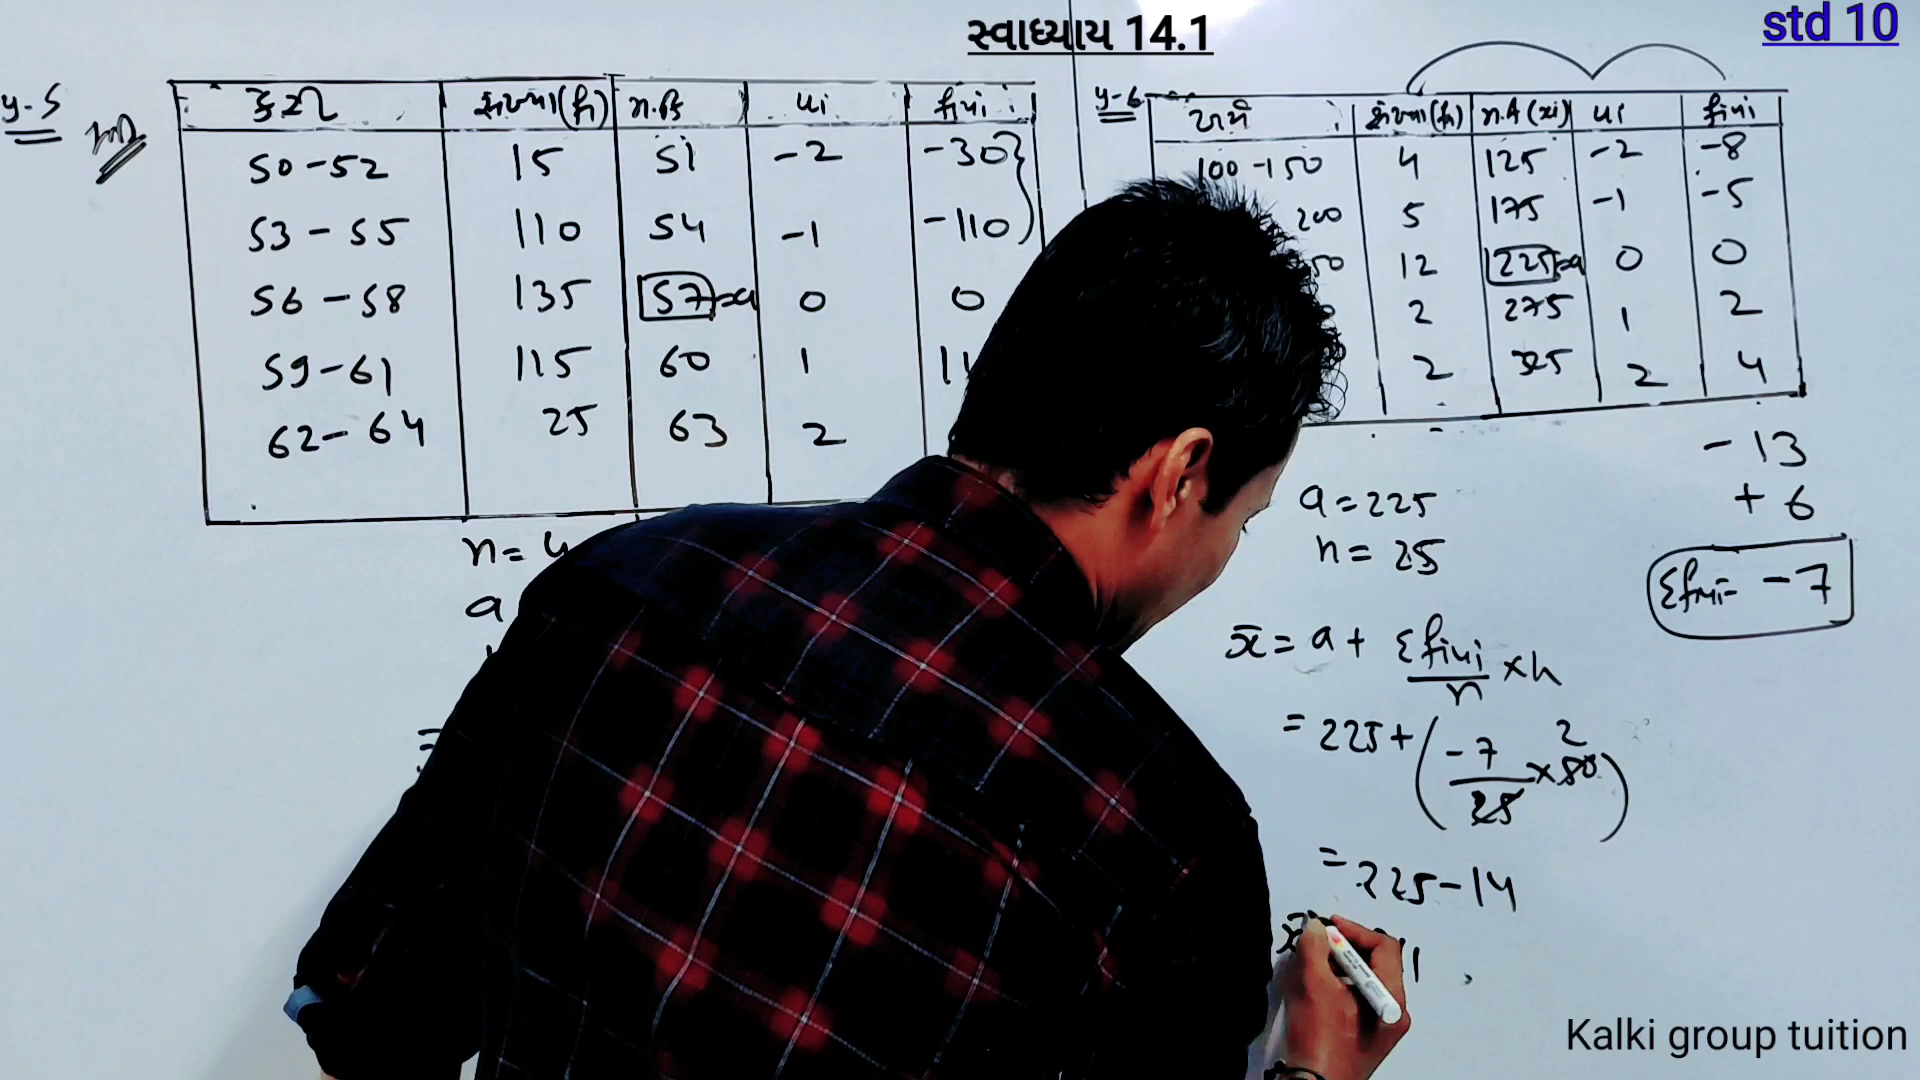 સ્વાધ્યાય 14.1
std 10
y-5
y-6
સંખ્યા(fi) ui fiui
50-52 15 51 -2 -30
53-55 110 54 -1 -110
56-58 135 57=a 0 0
59-61 115 60 1
62-64 25 63 2
n=
a
=
સંખ્યા(fi) (xi) ui fiui
100-150 4 125 -2 -8
200 5 175 -1 -5
50 12 225=a 0 0
2 275 1 2
2 325 2 4
-13
+6
Σfiui= -7
a=225
n=25
x̄ = a + Σfiui/n × h
= 225+(-7/25 × 50) 2
= 225-14
x̄
Kalki group tuition